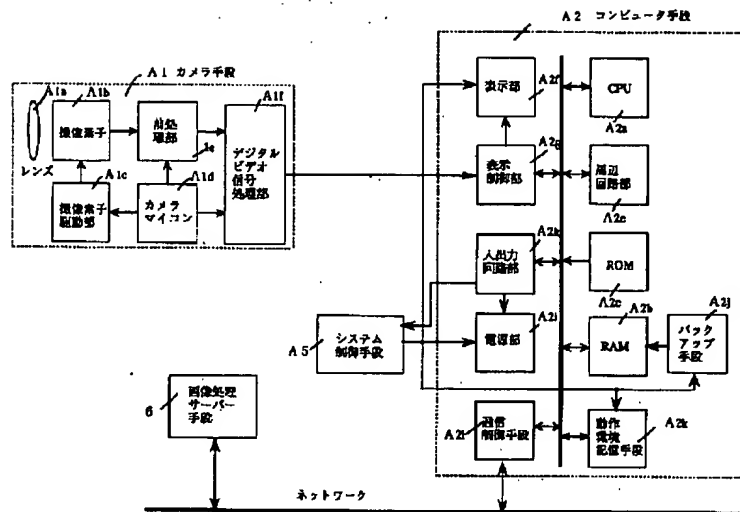 A2 コンピュータ手段
A1 カメラ手段
A1a
A1b
A1f
撮像素子
前処
理部
1e
レンズ
A1c
A1d
撮像素子
駆動部
カメラ
マイコン
デジタル
ビデオ
信号
処理部
表示部
A2f
CPU
A2a
表示
制御部
A2g
周辺
回路部
A2e
入出力
回路部
A2h
ROM
A2c
A2b
A2j
電源部
A2i
RAM
バック
アップ
手段
A5
システム
制御手段
6
画像処理
サーバー
手段
通信
制御手段
動作
環境
記憶手段
A2k
ネットワーク